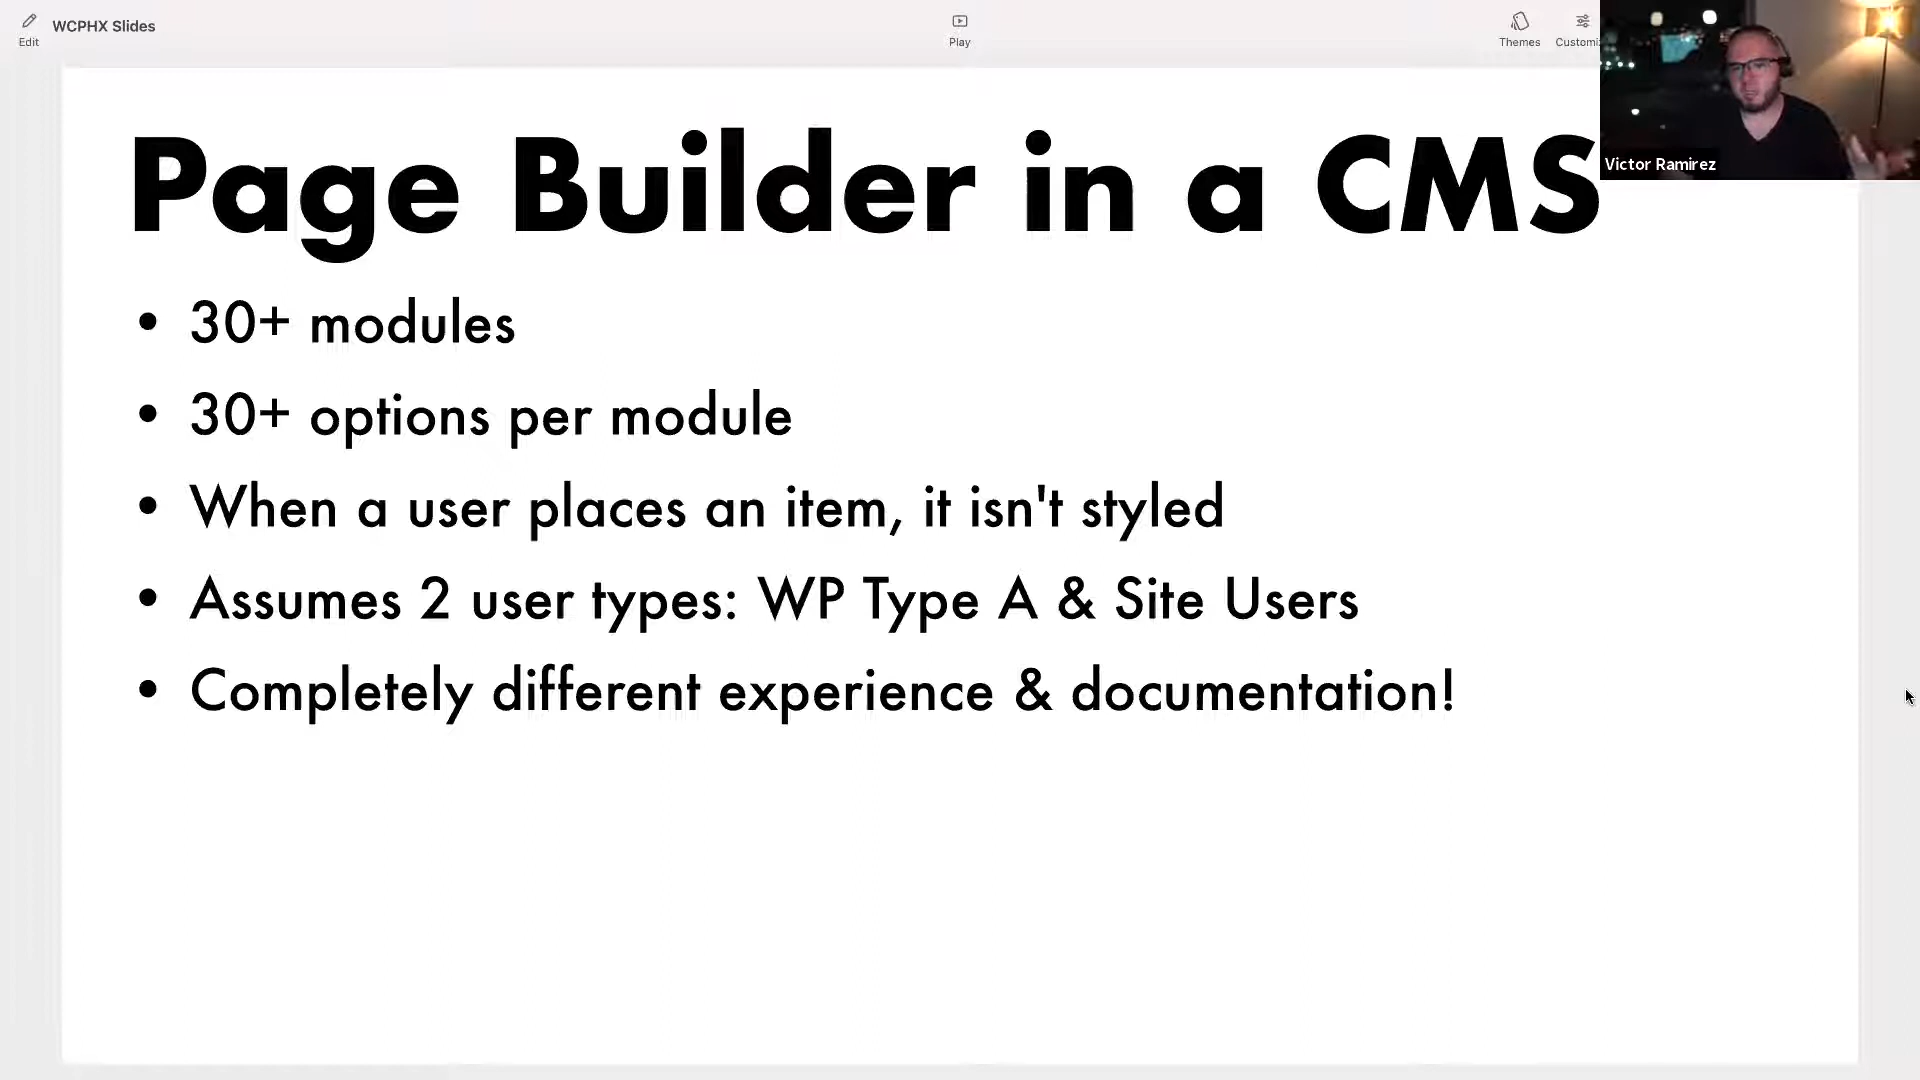 WCPHX Slides
Edit
Play
Themes
Victor Ramirez
Page Builder in a CMS
• 30+ modules
• 30+ options per module
• When a user places an item, it isn't styled
• Assumes 2 user types: WP Type A & Site Users
• Completely different experience & documentation!